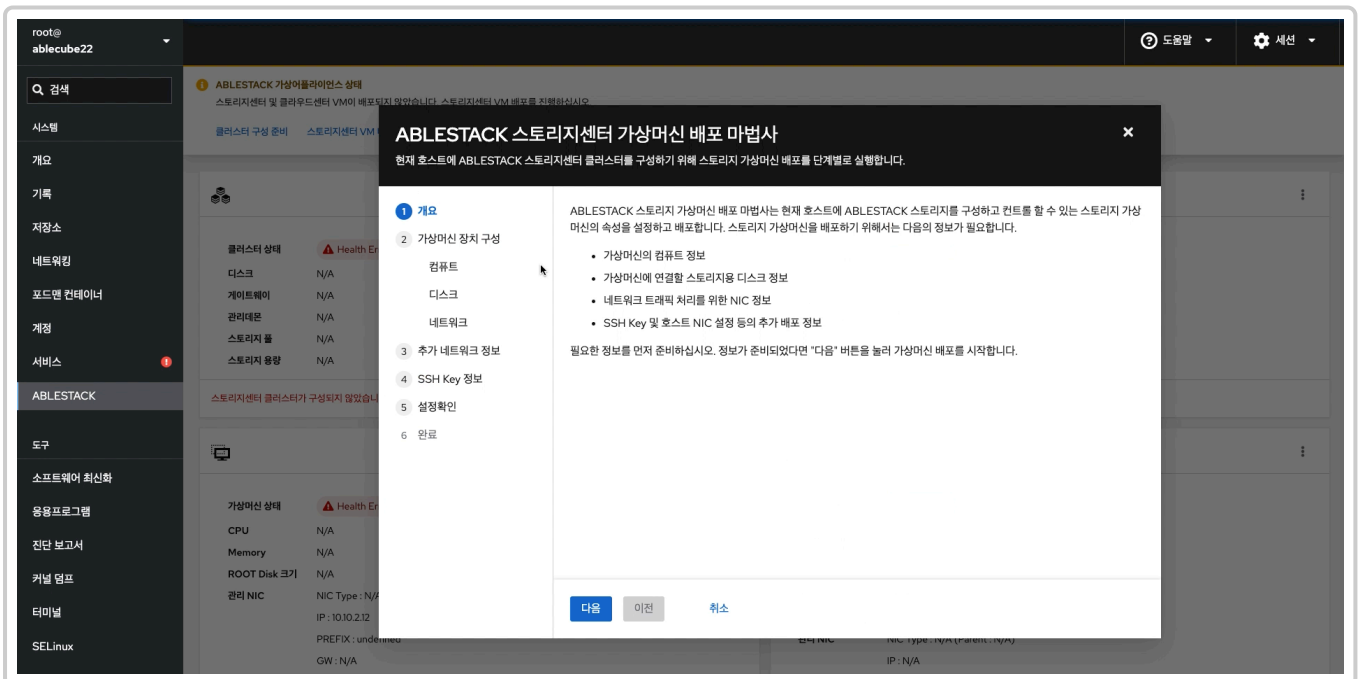 root@
ablecube22
도움말
세션
검색
시스템
개요
기록
저장소
네트워킹
포드맨 컨테이너
계정
서비스
ABLESTACK
도구
소프트웨어 최신화
응용프로그램
진단 보고서
커널 덤프
터미널
SELinux
ABLESTACK 가상어플라이언스 상태
스토리지센터 및 클라우드센터 VM이 배포되지 않았습니다. 스토리지센터 VM 배포를 진행하십시오
클러스터 구성 준비 스토리지센터 VM
클러스터 상태 Health Er
디스크 N/A
게이트웨이 N/A
관리데몬 N/A
스토리지 풀 N/A
스토리지 용량 N/A
스토리지센터 클러스터가 구성되지 않았습니
가상머신 상태 Health Er
CPU N/A
Memory N/A
ROOT Disk 크기 N/A
관리 NIC NIC Type : N/A
IP : 10.10.2.12
PREFIX : undefined
GW : N/A
관리 NIC NIC Type : N/A (Parent : N/A)
IP : N/A
ABLESTACK 스토리지센터 가상머신 배포 마법사
현재 호스트에 ABLESTACK 스토리지센터 클러스터를 구성하기 위해 스토리지 가상머신 배포를 단계별로 실행합니다.
1 개요
2 가상머신 장치 구성
컴퓨트
디스크
네트워크
3 추가 네트워크 정보
4 SSH Key 정보
5 설정확인
6 완료
ABLESTACK 스토리지 가상머신 배포 마법사는 현재 호스트에 ABLESTACK 스토리지를 구성하고 컨트롤 할 수 있는 스토리지 가상
머신의 속성을 설정하고 배포합니다. 스토리지 가상머신을 배포하기 위해서는 다음의 정보가 필요합니다.
• 가상머신의 컴퓨트 정보
• 가상머신에 연결할 스토리지용 디스크 정보
• 네트워크 트래픽 처리를 위한 NIC 정보
• SSH Key 및 호스트 NIC 설정 등의 추가 배포 정보
필요한 정보를 먼저 준비하십시오. 정보가 준비되었다면 "다음" 버튼을 눌러 가상머신 배포를 시작합니다.
다음 이전 취소